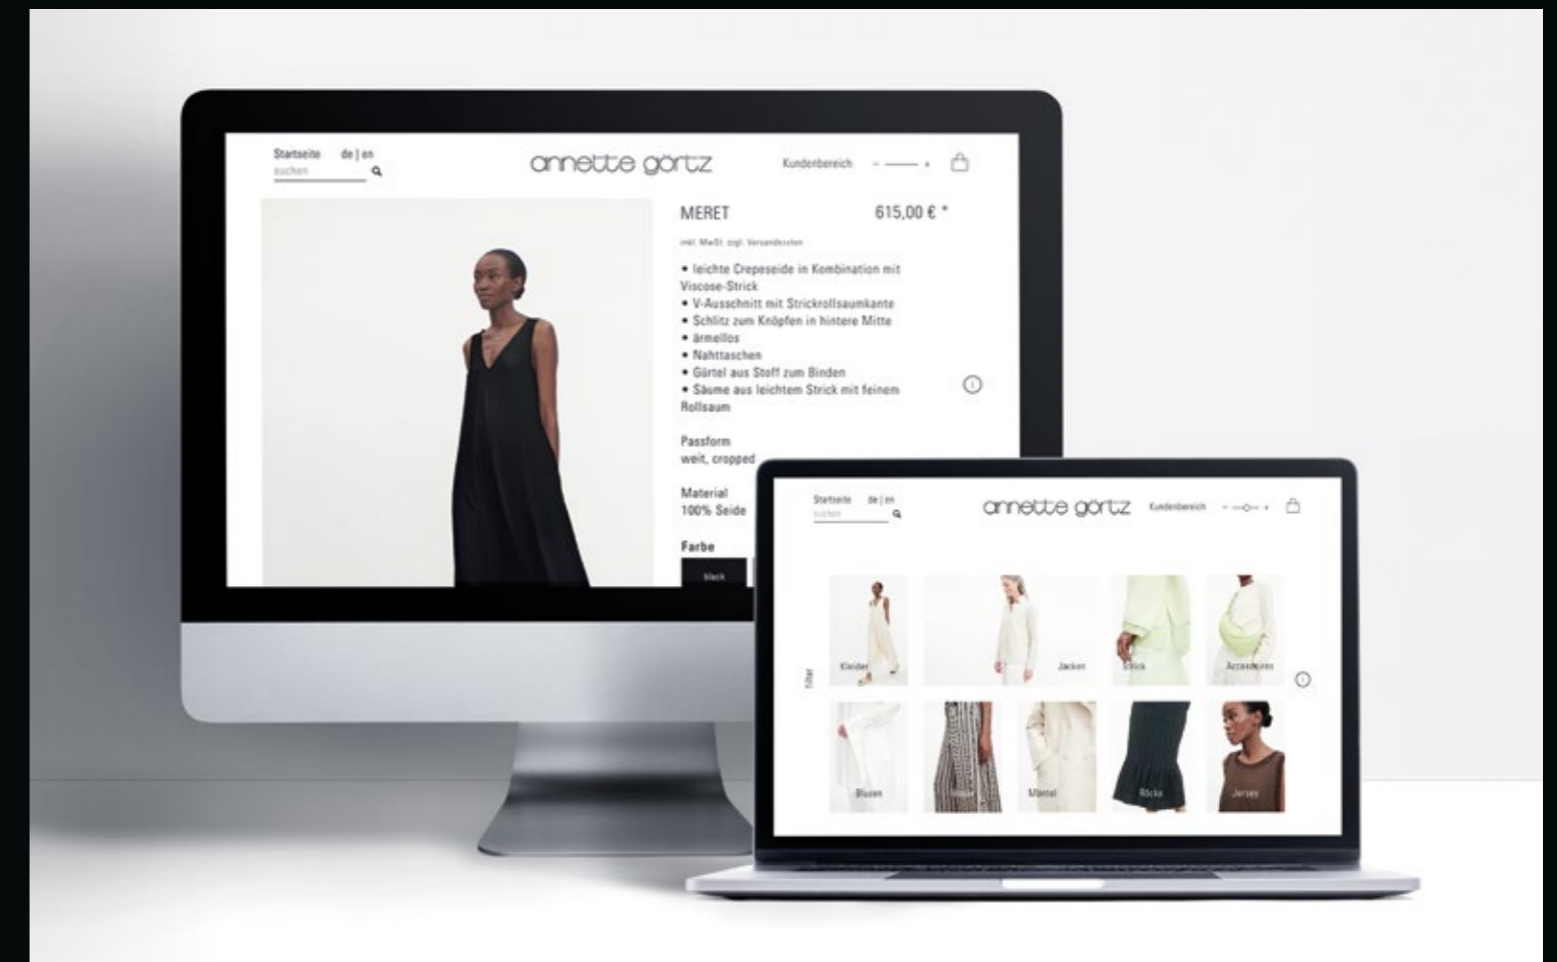 Startseite de | en
suchen
annette görtz
Kundenbereich - +
MERET 615,00 € *
inkl. MwSt. zzgl. Versandkosten
• leichte Crepeseide in Kombination mit
Viscose-Strick
• V-Ausschnitt mit Strickrollsaumkante
• Schlitz zum Knöpfen in hintere Mitte
• ärmellos
• Nahttaschen
• Gürtel aus Stoff zum Binden
• Säume aus leichtem Strick mit feinem
Rollsaum
Passform
weit, cropped
Material
100% Seide
Farbe
black
Startseite de | en
suchen
annette görtz
Kundenbereich - +
filter
Kleider
Jacken
Strick
Accessoires
Blusen
Mäntel
Röcke
Jersey